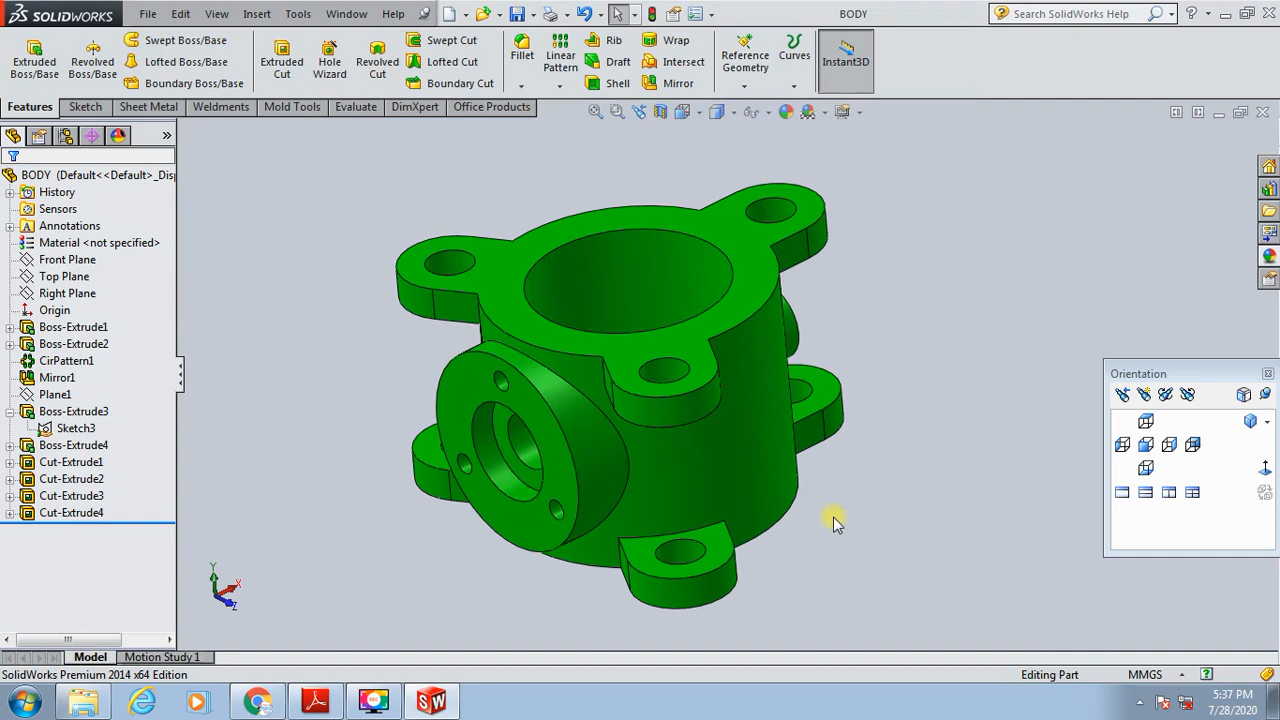 SOLIDWORKS File Edit View Insert Tools Window Help BODY Search SolidWorks Help
Extruded Boss/Base
Revolved Boss/Base
Swept Boss/Base
Lofted Boss/Base
Boundary Boss/Base
Extruded Cut
Hole Wizard
Revolved Cut
Swept Cut
Lofted Cut
Boundary Cut
Fillet
Linear Pattern
Rib
Draft
Shell
Wrap
Intersect
Mirror
Reference Geometry
Curves
Instant3D
Features Sketch Sheet Metal Weldments Mold Tools Evaluate DimXpert Office Products
BODY (Default<<Default>_Disp
History
Sensors
Annotations
Material <not specified>
Front Plane
Top Plane
Right Plane
Origin
Boss-Extrude1
Boss-Extrude2
CirPattern1
Mirror1
Plane1
Boss-Extrude3
Sketch3
Boss-Extrude4
Cut-Extrude1
Cut-Extrude2
Cut-Extrude3
Cut-Extrude4
Orientation
Y
X
Z
Model Motion Study 1
SolidWorks Premium 2014 x64 Edition Editing Part MMGS
5:37 PM
7/28/2020